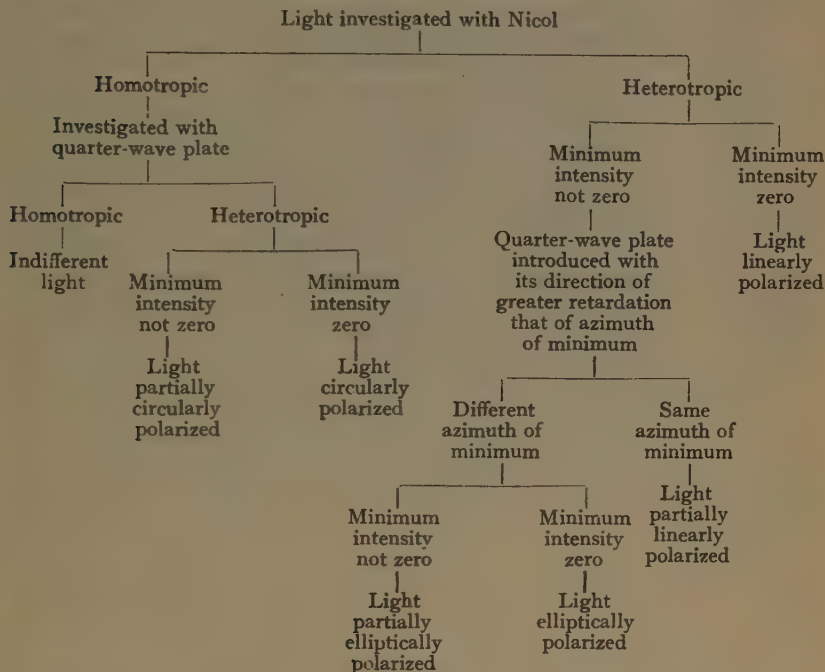 Light investigated with Nicol
Homotropic
Heterotropic
Investigated with
quarter-wave plate
Homotropic
Heterotropic
Indifferent
light
Minimum
intensity
not zero
Light
partially
circularly
polarized
Minimum
intensity
zero
Light
circularly
polarized
Minimum
intensity
not zero
Quarter-wave plate
introduced with
its direction of
greater retardation
that of azimuth
of minimum
Different
azimuth of
minimum
Minimum
intensity
not zero
Light
partially
elliptically
polarized
Minimum
intensity
zero
Light
elliptically
polarized
Same
azimuth of
minimum
Light
partially
linearly
polarized
Minimum
intensity
zero
Light
linearly
polarized